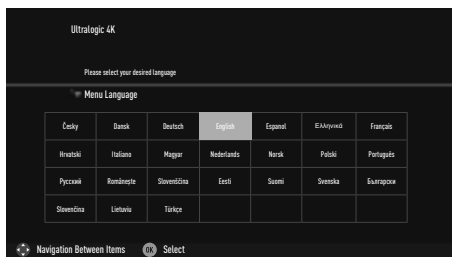 Ultralogic 4K
Please select your desired language
Menu Language
Česky Dansk Deutsch English Espanol Ελληνικά Français
Hrvatski Italiano Magyar Nederlands Norsk Polski Português
Русский Româneşte Slovenščina Eesti Suomi Svenska Български
Slovenčina Lietuviu Türkçe
Navigation Between Items OK Select